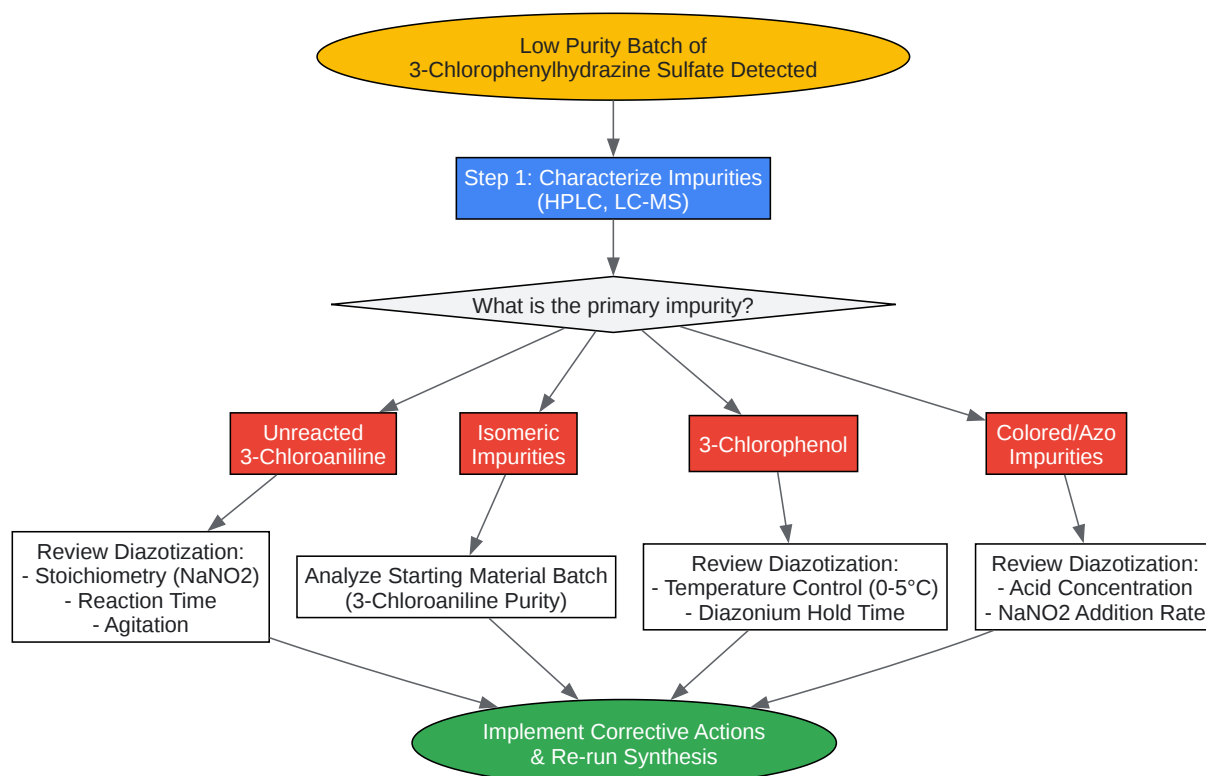 Low Purity Batch of
3-Chlorophenylhydrazine Sulfate Detected
Step 1: Characterize Impurities
(HPLC, LC-MS)
What is the primary impurity?
Unreacted
3-Chloroaniline
Isomeric
Impurities
3-Chlorophenol
Colored/Azo
Impurities
Review Diazotization:
- Stoichiometry (NaNO2)
- Reaction Time
- Agitation
Analyze Starting Material Batch
(3-Chloroaniline Purity)
Review Diazotization:
- Temperature Control (0-5°C)
- Diazonium Hold Time
Review Diazotization:
- Acid Concentration
- NaNO2 Addition Rate
Implement Corrective Actions
& Re-run Synthesis